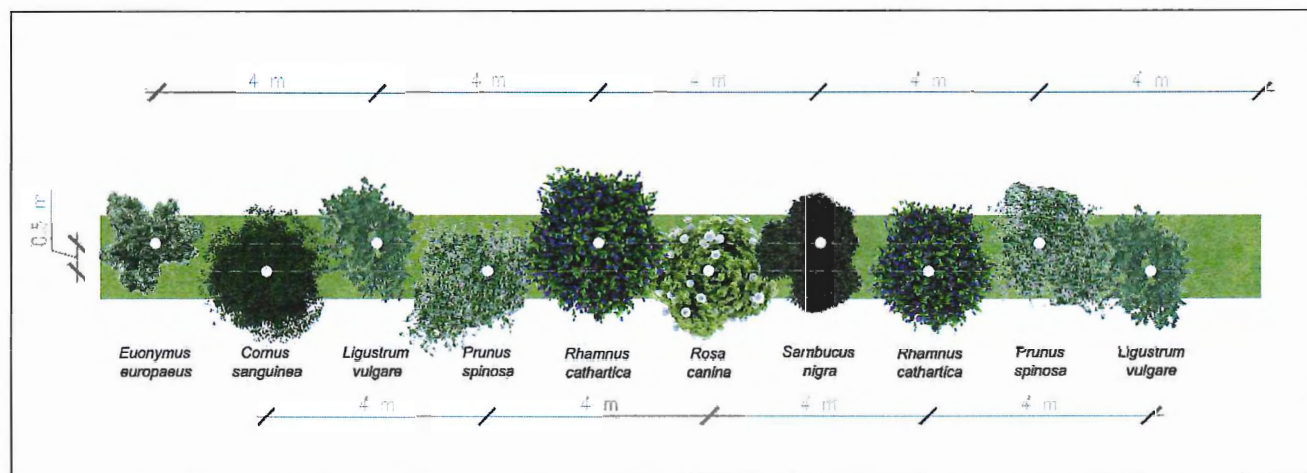 4 m 4 m 4 m 4 m 4 m
0,5 m
Euonymus Cornus Ligustrum Prunus Rhamnus Rosa Sambucus Rhamnus Prunus Ligustrum
europaeus sanguinea vulgare spinosa cathartica canina nigra cathartica spinosa vulgare
4 m 4 m 4 m 4 m